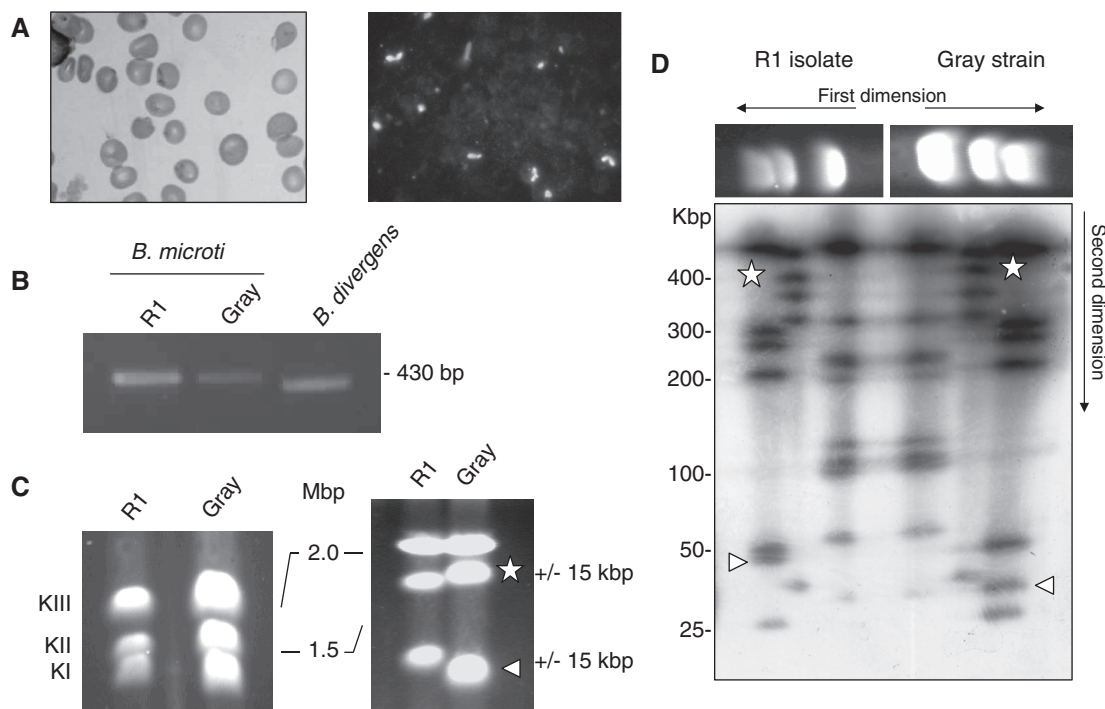 A
B
B. microti
R1
Gray
B. divergens
- 430 bp
C
R1
Gray
KIII
KII
KI
Mbp
2.0
1.5
R1
Gray
+/- 15 kbp
+/- 15 kbp
D
R1 isolate
Gray strain
First dimension
Kbp
400-
300-
200-
100-
50-
25-
Second dimension